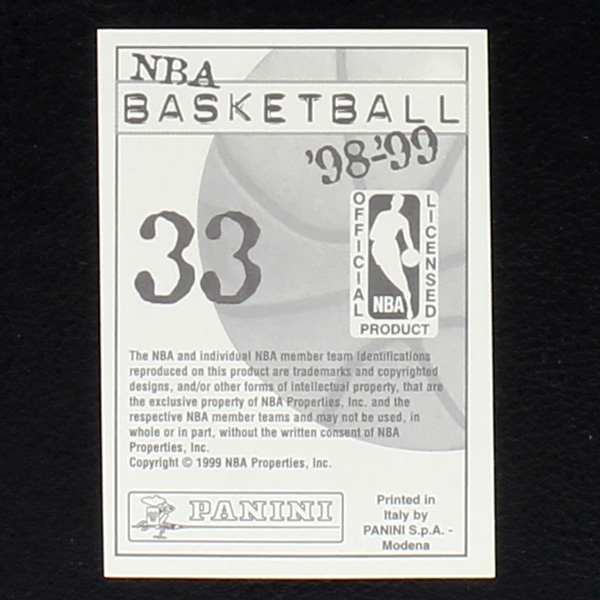 NBA
BASKETBALL
'98-'99
33
OFFICIAL
LICENSED
NBA
PRODUCT
The NBA and individual NBA member team identifications
reproduced on this product are trademarks and copyrighted
designs, and/or other forms of intellectual property, that are
the exclusive property of NBA Properties, Inc. and the
respective NBA member teams and may not be used, in
whole or in part, without the written consent of NBA
Properties, Inc.
Copyright © 1999 NBA Properties, Inc.
PANINI
Printed in
Italy by
PANINI S.p.A. -
Modena